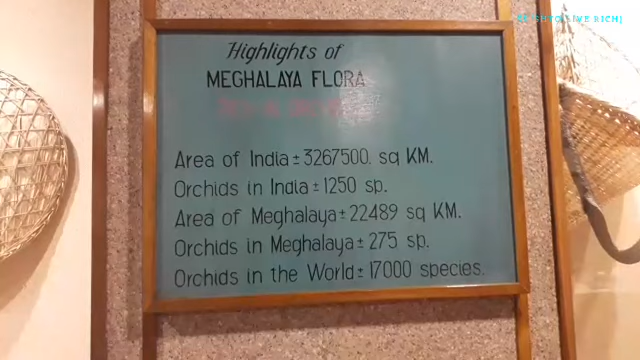 Highlights of
MEGHALAYA FLORA
Area of India ± 3267500. sq KM.
Orchids in India ± 1250 sp.
Area of Meghalaya ± 22489 sq KM.
Orchids in Meghalaya ± 275 sp.
Orchids in the World ± 17000 species.